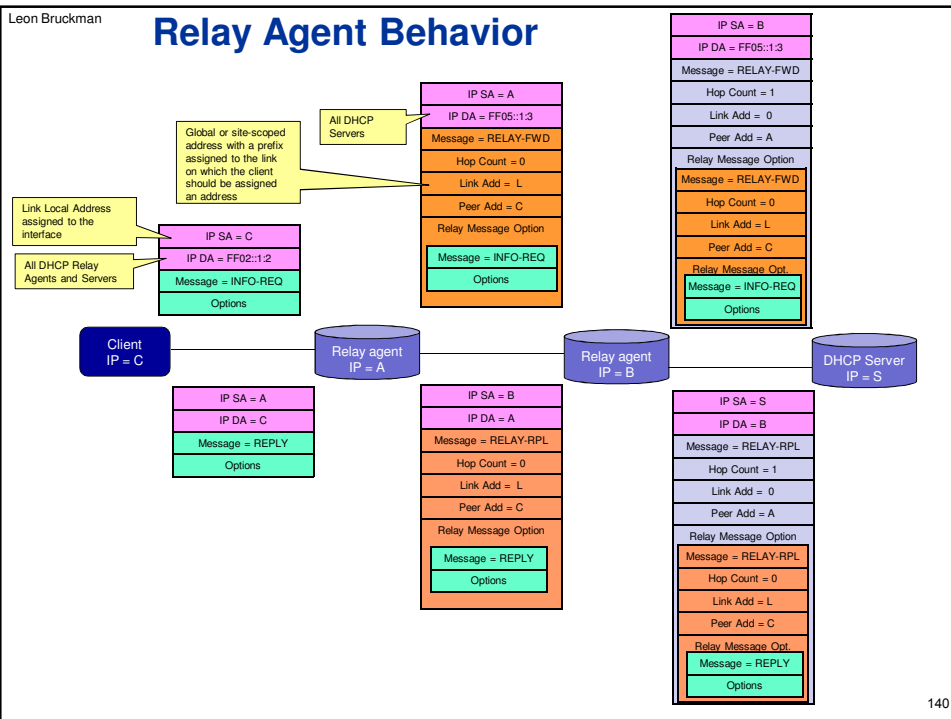 Leon Bruckman
Relay Agent Behavior
Link Local Address
assigned to the
interface
All DHCP Relay
Agents and Servers
IP SA = C
IP DA = FF02::1:2
Message = INFO-REQ
Options
Global or site-scoped
address with a prefix
assigned to the link
on which the client
should be assigned
an address
All DHCP
Servers
IP SA = A
IP DA = FF05::1:3
Message = RELAY-FWD
Hop Count = 0
Link Add = L
Peer Add = C
Relay Message Option
Message = INFO-REQ
Options
IP SA = B
IP DA = FF05::1:3
Message = RELAY-FWD
Hop Count = 1
Link Add = 0
Peer Add = A
Relay Message Option
Message = RELAY-FWD
Hop Count = 0
Link Add = L
Peer Add = C
Relay Message Opt.
Message = INFO-REQ
Options
Client
IP = C
Relay agent
IP = A
Relay agent
IP = B
DHCP Server
IP = S
IP SA = A
IP DA = C
Message = REPLY
Options
IP SA = B
IP DA = A
Message = RELAY-RPL
Hop Count = 0
Link Add = L
Peer Add = C
Relay Message Option
Message = REPLY
Options
IP SA = S
IP DA = B
Message = RELAY-RPL
Hop Count = 1
Link Add = 0
Peer Add = A
Relay Message Option
Message = RELAY-RPL
Hop Count = 0
Link Add = L
Peer Add = C
Relay Message Opt.
Message = REPLY
Options
140